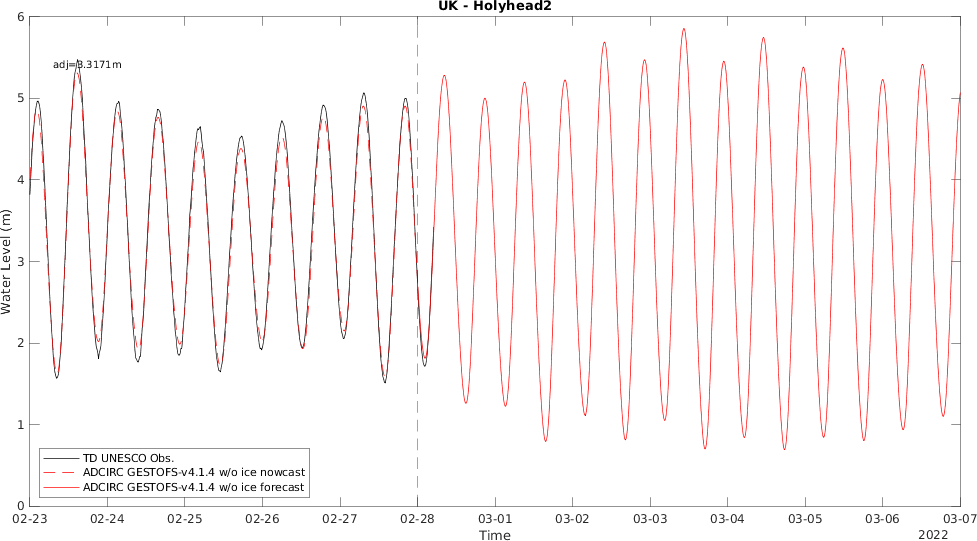 UK - Holyhead2
6
adj=3.3171m
5
4
3
2
1
0
Water Level (m)
TD UNESCO Obs.
ADCIRC GESTOFS-v4.1.4 w/o ice nowcast
ADCIRC GESTOFS-v4.1.4 w/o ice forecast
02-23 02-24 02-25 02-26 02-27 02-28 03-01 03-02 03-03 03-04 03-05 03-06 03-07
Time
2022